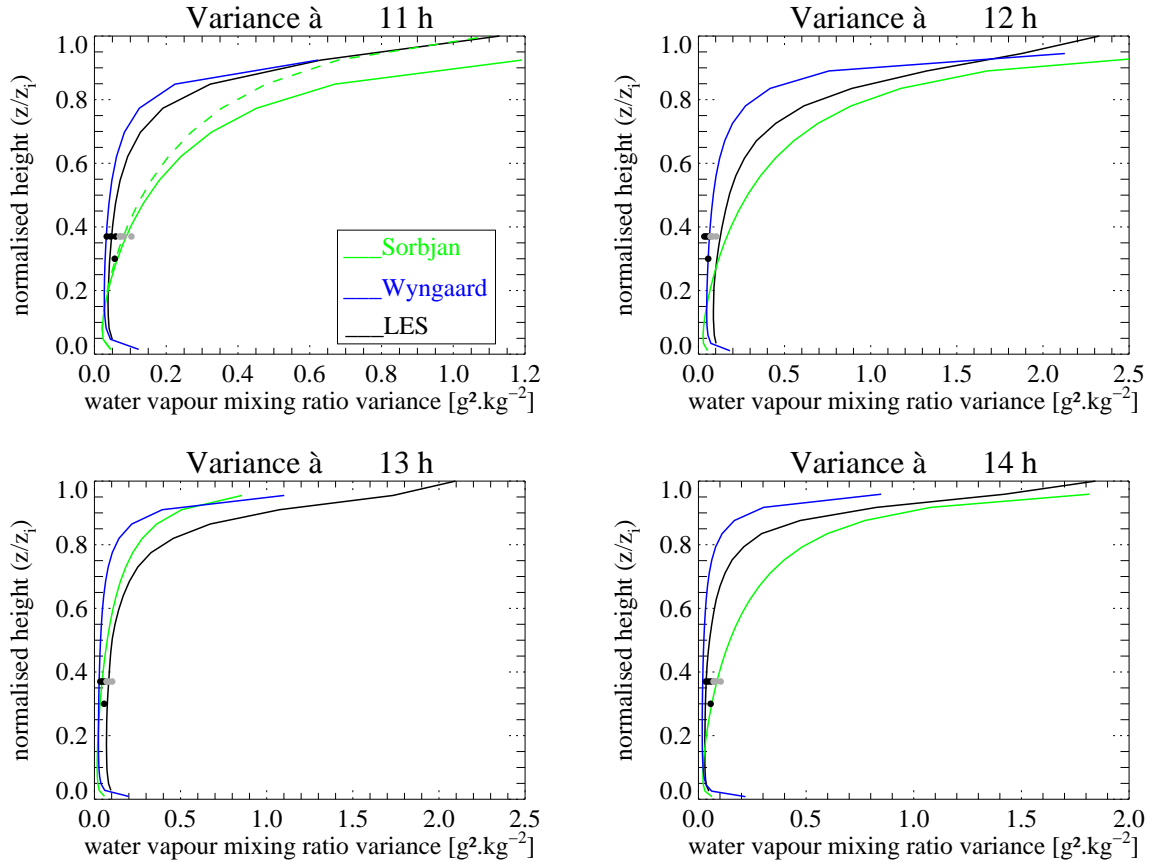 Variance à 11 h
normalised height (z/zi)
1.0
0.8
0.6
0.4
0.2
0.0
___Sorbjan
___Wyngaard
___LES
0.0 0.2 0.4 0.6 0.8 1.0 1.2
water vapour mixing ratio variance [g².kg⁻²]
Variance à 12 h
normalised height (z/zi)
1.0
0.8
0.6
0.4
0.2
0.0
0.0 0.5 1.0 1.5 2.0 2.5
water vapour mixing ratio variance [g².kg⁻²]
Variance à 13 h
normalised height (z/zi)
1.0
0.8
0.6
0.4
0.2
0.0
0.0 0.5 1.0 1.5 2.0 2.5
water vapour mixing ratio variance [g².kg⁻²]
Variance à 14 h
normalised height (z/zi)
1.0
0.8
0.6
0.4
0.2
0.0
0.0 0.5 1.0 1.5 2.0
water vapour mixing ratio variance [g².kg⁻²]